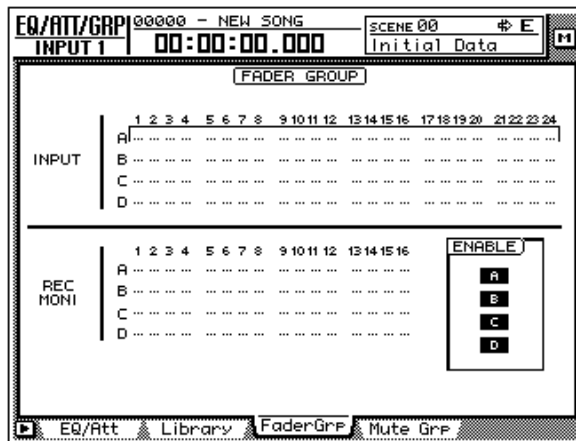 EQ/ATT/GRP 00000 - NEW SONG SCENE 00 E
INPUT 1 00:00:00.000 Initial Data M
FADER GROUP
1 2 3 4 5 6 7 8 9 10 11 12 13 14 15 16 17 18 19 20 21 22 23 24
INPUT
A
B
C
D
1 2 3 4 5 6 7 8 9 10 11 12 13 14 15 16
REC MONI
A
B
C
D
ENABLE
A
B
C
D
EQ/Att Library FaderGrp Mute Grp